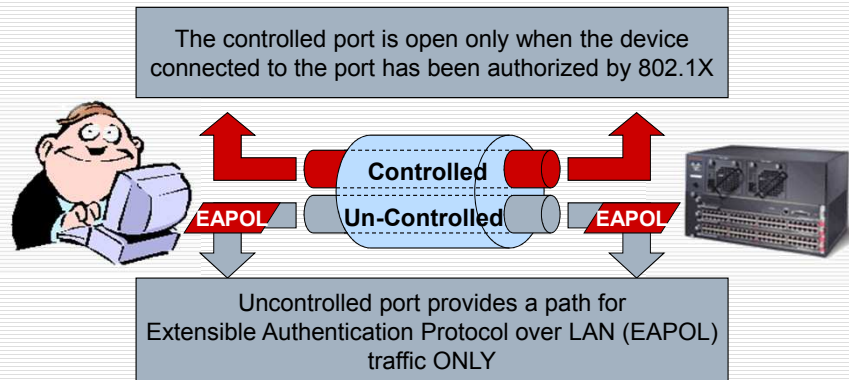 The controlled port is open only when the device
connected to the port has been authorized by 802.1X
Controlled
EAPOL
Un-Controlled
EAPOL
Uncontrolled port provides a path for
Extensible Authentication Protocol over LAN (EAPOL)
traffic ONLY